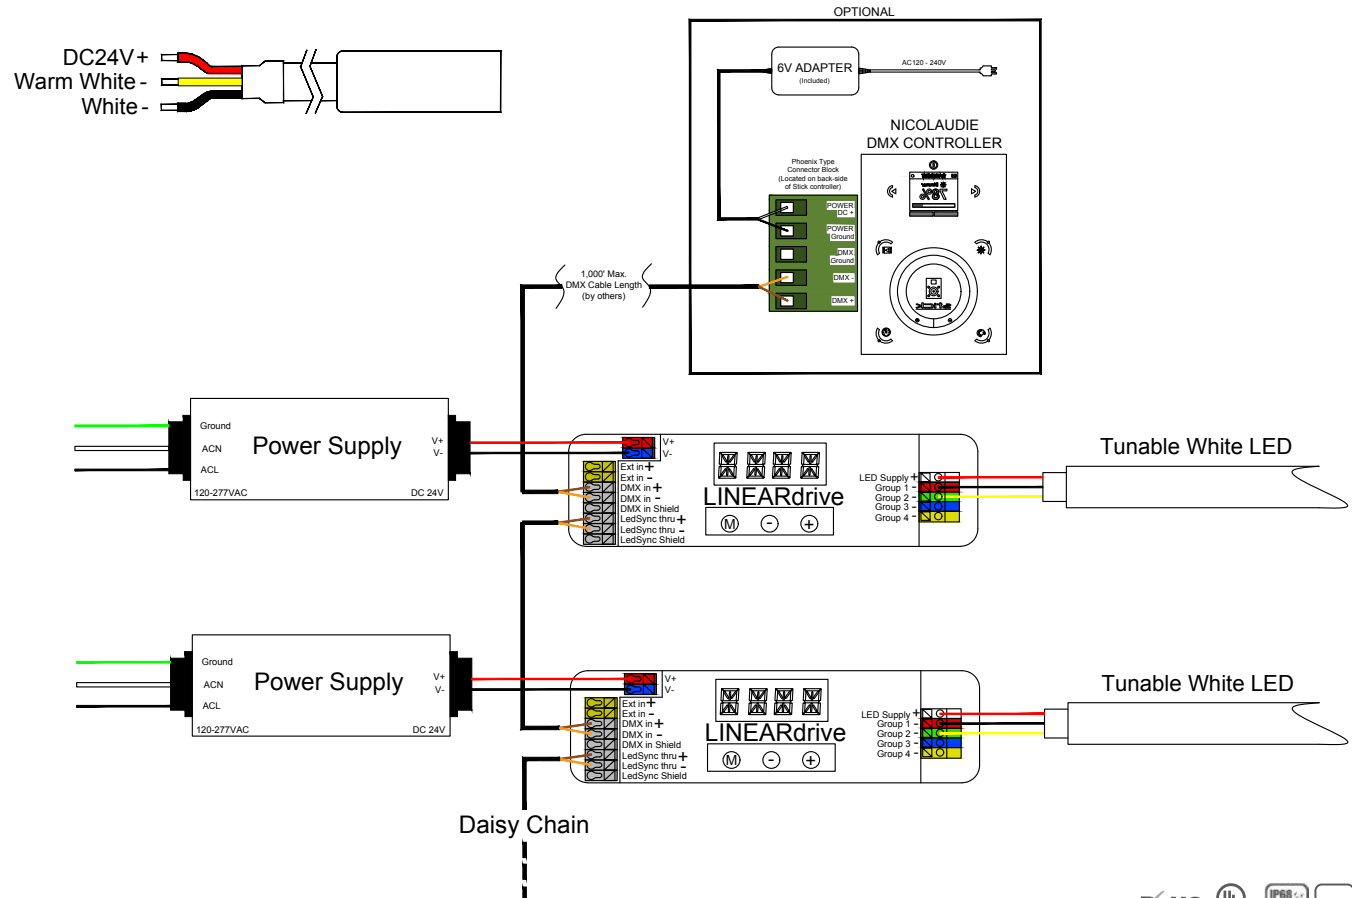 OPTIONAL
DC24V+
Warm White -
White -
6V ADAPTER
(Included)
AC120 - 240V
NICOLAUDIE
DMX CONTROLLER
Phoenix Type
Connector Block
(Located on back-side
of Stick controller)
POWER
DC +
POWER
Ground
DMX
Ground
DMX -
DMX +
1,000' Max.
DMX Cable Length
(by others)
Ground
ACN
ACL
Power Supply
V+
V-
120-277VAC
DC 24V
V+
V-
Ext in +
Ext in -
DMX in +
DMX in -
DMX in Shield
LedSync thru +
LedSync thru -
LedSync Shield
LINEARdrive
M - +
LED Supply +
Group 1 -
Group 2 -
Group 3 -
Group 4 -
Tunable White LED
Ground
ACN
ACL
Power Supply
V+
V-
120-277VAC
DC 24V
V+
V-
Ext in +
Ext in -
DMX in +
DMX in -
DMX in Shield
LedSync thru +
LedSync thru -
LedSync Shield
LINEARdrive
M - +
LED Supply +
Group 1 -
Group 2 -
Group 3 -
Group 4 -
Tunable White LED
Daisy Chain
IP68